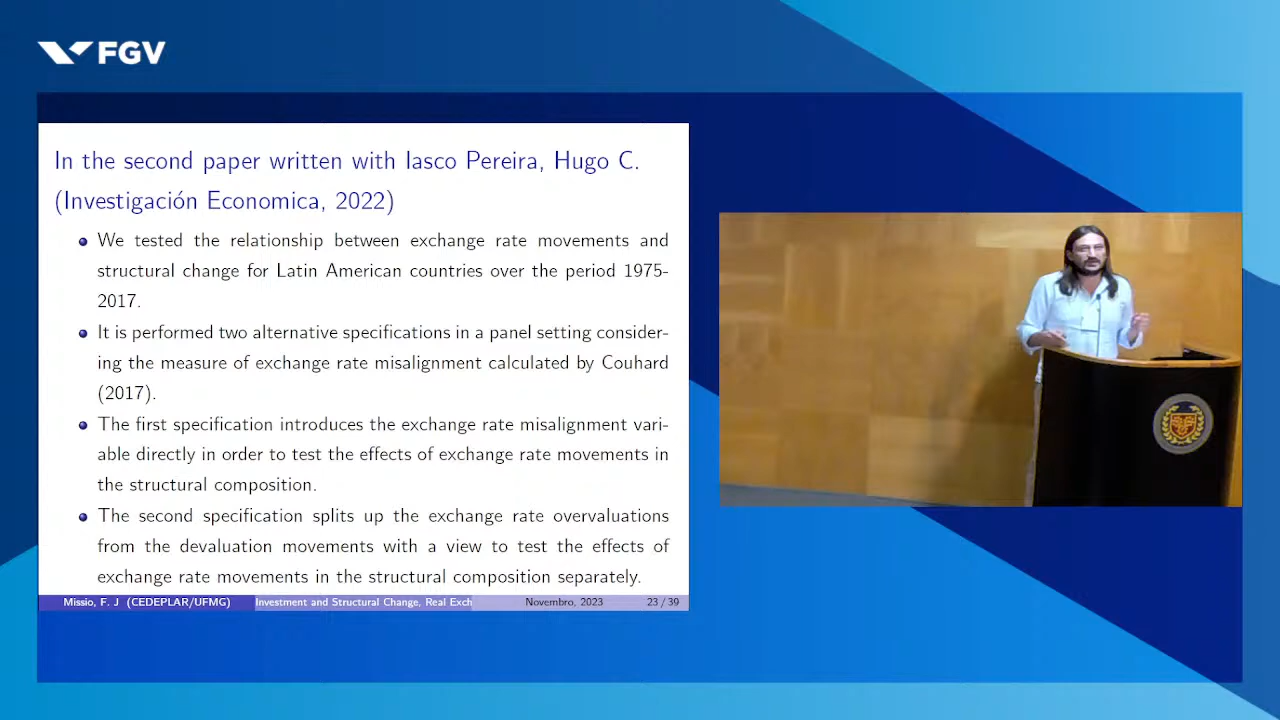 FGV
In the second paper written with Iasco Pereira, Hugo C.
(Investigación Economica, 2022)
We tested the relationship between exchange rate movements and
structural change for Latin American countries over the period 1975-
2017.
It is performed two alternative specifications in a panel setting consider-
ing the measure of exchange rate misalignment calculated by Couhard
(2017).
The first specification introduces the exchange rate misalignment vari-
able directly in order to test the effects of exchange rate movements in
the structural composition.
The second specification splits up the exchange rate overvaluations
from the devaluation movements with a view to test the effects of
exchange rate movements in the structural composition separately.
Missio, F. J (CEDEPLAR/UFMG) Investment and Structural Change, Real Exch Novembro, 2023 23 / 39